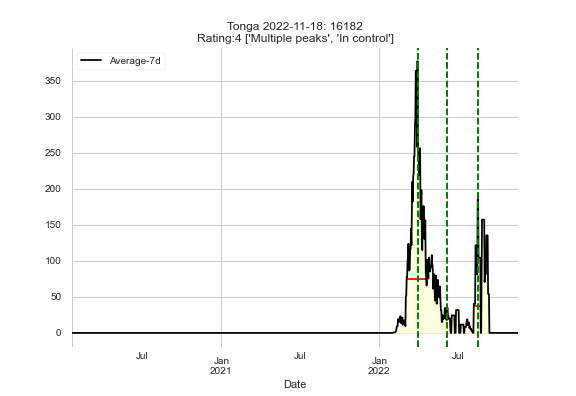 Tonga 2022-11-18: 16182
Rating:4 ['Multiple peaks', 'In control']
Average-7d
350
300
250
200
150
100
50
0
Jul
Jan
2021
Jul
Jan
2022
Jul
Date